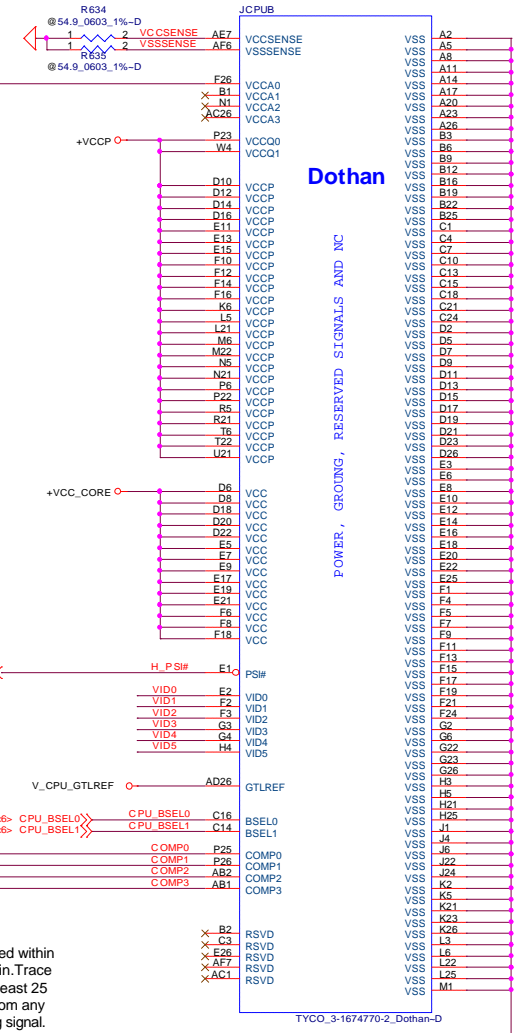 R634
@54.9_0603_1%~D
1 2 VCCSENSE AE7 VCCSENSE
1 2 VSSSENSE AF6 VSSSENSE
R635
@54.9_0603_1%~D
JCPUB
F26 VCCA0
B1 VCCA1
N1 VCCA2
AC26 VCCA3
+VCCP
P23 VCCQ0
W4 VCCQ1
D10 VCCP
D12 VCCP
D14 VCCP
D16 VCCP
E11 VCCP
E13 VCCP
E15 VCCP
F10 VCCP
F12 VCCP
F14 VCCP
F16 VCCP
K6 VCCP
L5 VCCP
L21 VCCP
M6 VCCP
M22 VCCP
N5 VCCP
N21 VCCP
P6 VCCP
P22 VCCP
R5 VCCP
R21 VCCP
T6 VCCP
T22 VCCP
U21 VCCP
+VCC_CORE
D6 VCC
D8 VCC
D18 VCC
D20 VCC
D22 VCC
E5 VCC
E7 VCC
E9 VCC
E17 VCC
E19 VCC
E21 VCC
F6 VCC
F8 VCC
F18 VCC
H_PSI# E1 PSI#
VID0 E2 VID0
VID1 F2 VID1
VID2 F3 VID2
VID3 G3 VID3
VID4 G4 VID4
VID5 H4 VID5
V_CPU_GTLREF AD26 GTLREF
6> CPU_BSEL0 CPU_BSEL0 C16 BSEL0
6> CPU_BSEL1 CPU_BSEL1 C14 BSEL1
COMP0 P25 COMP0
COMP1 P26 COMP1
COMP2 AB2 COMP2
COMP3 AB1 COMP3
B2 RSVD
C3 RSVD
E26 RSVD
AF7 RSVD
AC1 RSVD
Dothan
POWER, GROUNG, RESERVED SIGNALS AND NC
VSS A2
VSS A5
VSS A8
VSS A11
VSS A14
VSS A17
VSS A20
VSS A23
VSS A26
VSS B3
VSS B6
VSS B9
VSS B12
VSS B16
VSS B19
VSS B22
VSS B25
VSS C1
VSS C4
VSS C7
VSS C10
VSS C13
VSS C15
VSS C18
VSS C21
VSS C24
VSS D2
VSS D5
VSS D7
VSS D9
VSS D11
VSS D13
VSS D15
VSS D17
VSS D19
VSS D21
VSS D23
VSS D26
VSS E3
VSS E6
VSS E8
VSS E10
VSS E12
VSS E14
VSS E16
VSS E18
VSS E20
VSS E22
VSS E25
VSS F1
VSS F4
VSS F5
VSS F7
VSS F9
VSS F11
VSS F13
VSS F15
VSS F17
VSS F19
VSS F21
VSS F24
VSS G2
VSS G6
VSS G22
VSS G23
VSS G26
VSS H3
VSS H5
VSS H21
VSS H25
VSS J1
VSS J4
VSS J6
VSS J22
VSS J24
VSS K2
VSS K5
VSS K21
VSS K23
VSS K26
VSS L3
VSS L6
VSS L22
VSS L25
VSS M1
TYCO_3-1674770-2_Dothan~D
ed within
in.Trace
east 25
om any
g signal.